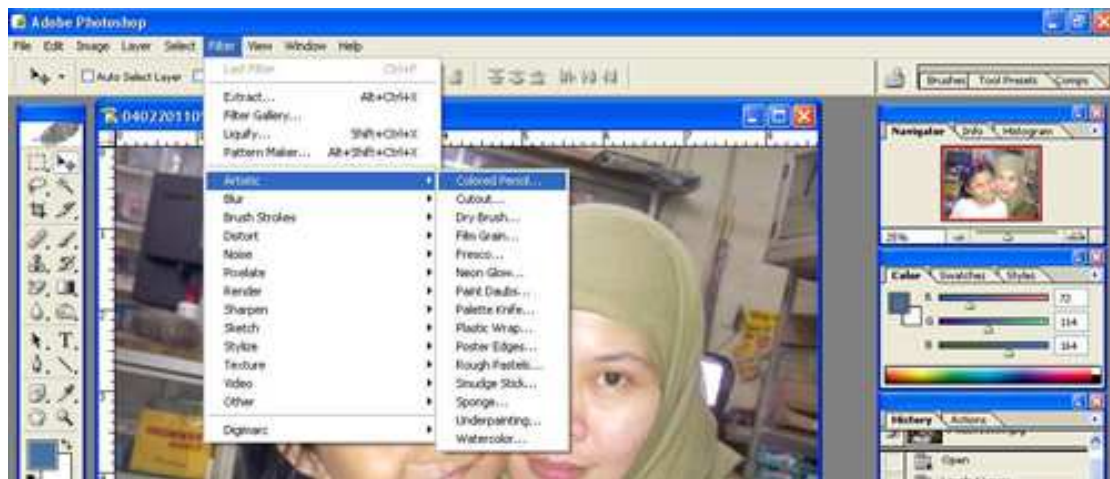 Adobe Photoshop
File Edit Image Layer Select Filter View Window Help
Auto Select Layer
Brushes Tool Presets Comps
Last Filter Ctrl+F
Extract... Alt+Ctrl+X
Filter Gallery...
Liquify... Shift+Ctrl+X
Pattern Maker... Alt+Shift+Ctrl+X
Artistic
Blur
Brush Strokes
Distort
Noise
Pixelate
Render
Sharpen
Sketch
Stylize
Texture
Video
Other
Digimarc
Colored Pencil...
Cutout...
Dry Brush...
Film Grain...
Fresco...
Neon Glow...
Paint Daubs...
Palette Knife...
Plastic Wrap...
Poster Edges...
Rough Pastels...
Smudge Stick...
Sponge...
Underpainting...
Watercolor...
Navigator Info Histogram
25%
Color Swatches Styles
R 72
G 114
B 164
History Actions
Open